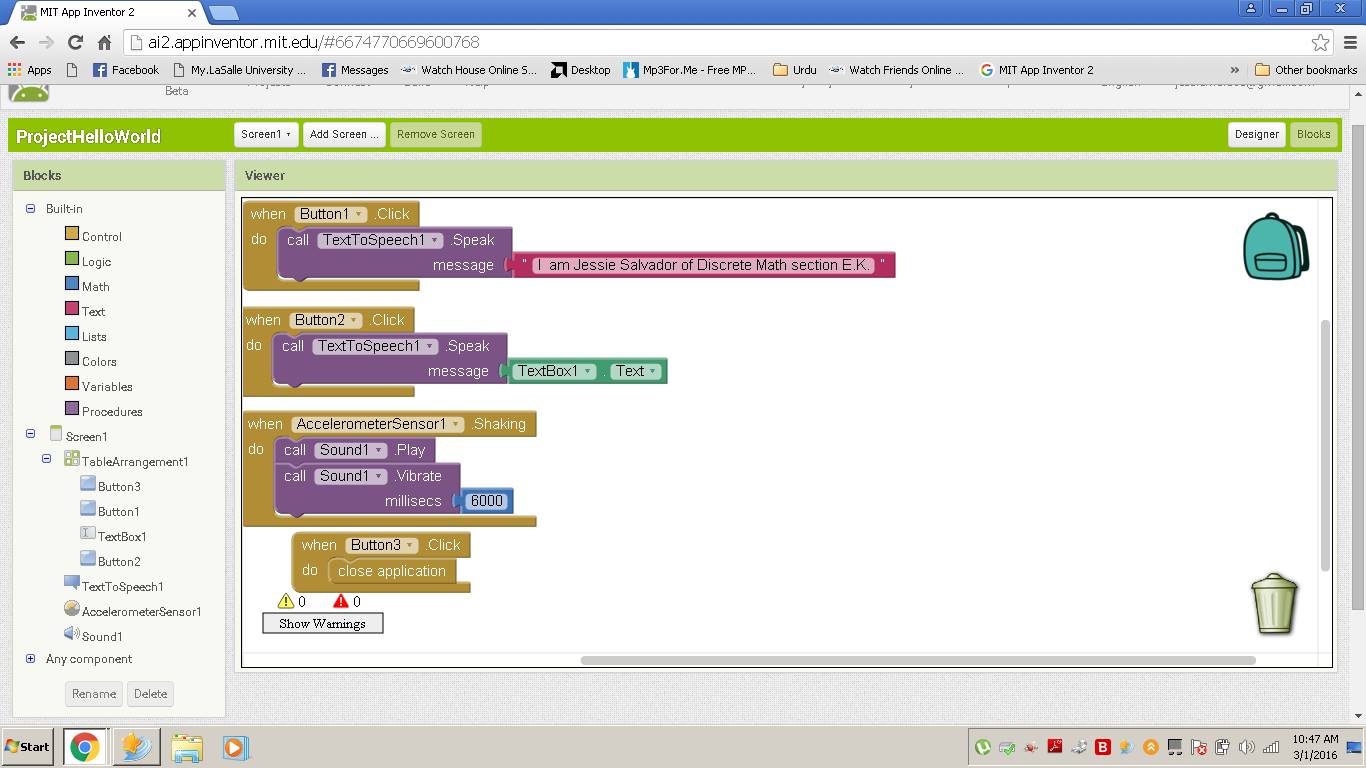 MIT App Inventor 2
ai2.appinventor.mit.edu/#6674770669600768
Apps Facebook My.LaSalle University ... Messages Watch House Online S... Desktop Mp3For.Me - Free MP... Urdu Watch Friends Online ... MIT App Inventor 2 » Other bookmarks
Beta
ProjectHelloWorld Screen1 Add Screen ... Remove Screen Designer Blocks
Blocks
Built-in
Control
Logic
Math
Text
Lists
Colors
Variables
Procedures
Screen1
TableArrangement1
Button3
Button1
TextBox1
Button2
TextToSpeech1
AccelerometerSensor1
Sound1
Any component
Rename Delete
Viewer
when Button1 .Click
do call TextToSpeech1 .Speak
message " I am Jessie Salvador of Discrete Math section E.K. "
when Button2 .Click
do call TextToSpeech1 .Speak
message TextBox1 . Text
when AccelerometerSensor1 .Shaking
do call Sound1 .Play
call Sound1 .Vibrate
millisecs 6000
when Button3 .Click
do close application
0 0
Show Warnings
Start
10:47 AM
3/1/2016